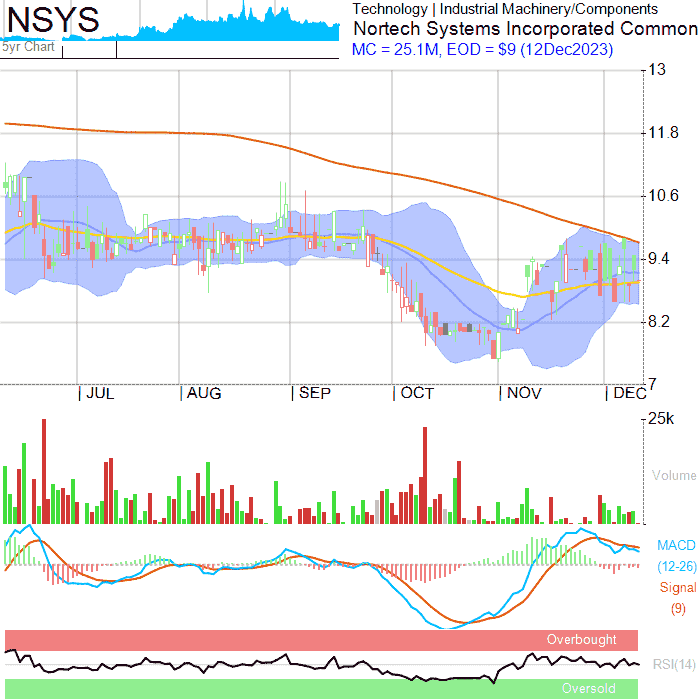 NSYS
5yr Chart
Technology | Industrial Machinery/Components
Nortech Systems Incorporated Common
MC = 25.1M, EOD = $9 (12Dec2023)
13
11.8
10.6
9.4
8.2
7
JUL
AUG
SEP
OCT
NOV
DEC
25k
Volume
MACD
(12-26)
Signal
(9)
Overbought
RSI(14)
Oversold